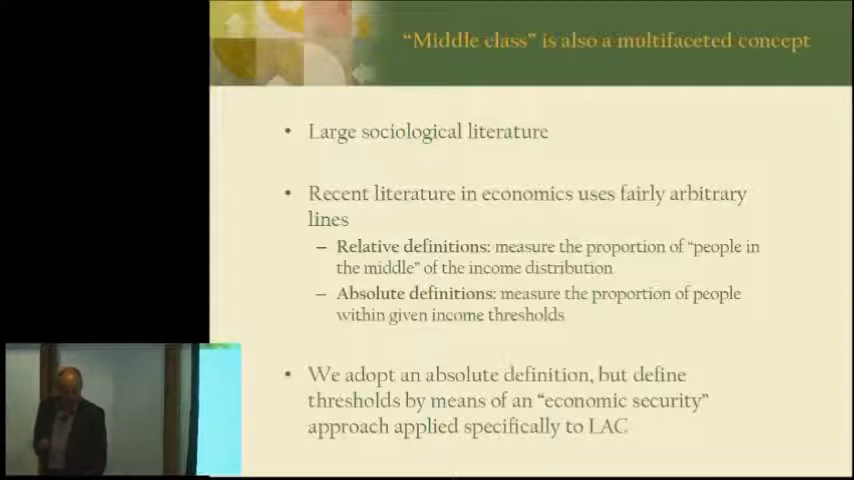 “Middle class” is also a multifaceted concept
• Large sociological literature
• Recent literature in economics uses fairly arbitrary
lines
– Relative definitions: measure the proportion of “people in
the middle” of the income distribution
– Absolute definitions: measure the proportion of people
within given income thresholds
• We adopt an absolute definition, but define
thresholds by means of an “economic security”
approach applied specifically to LAC